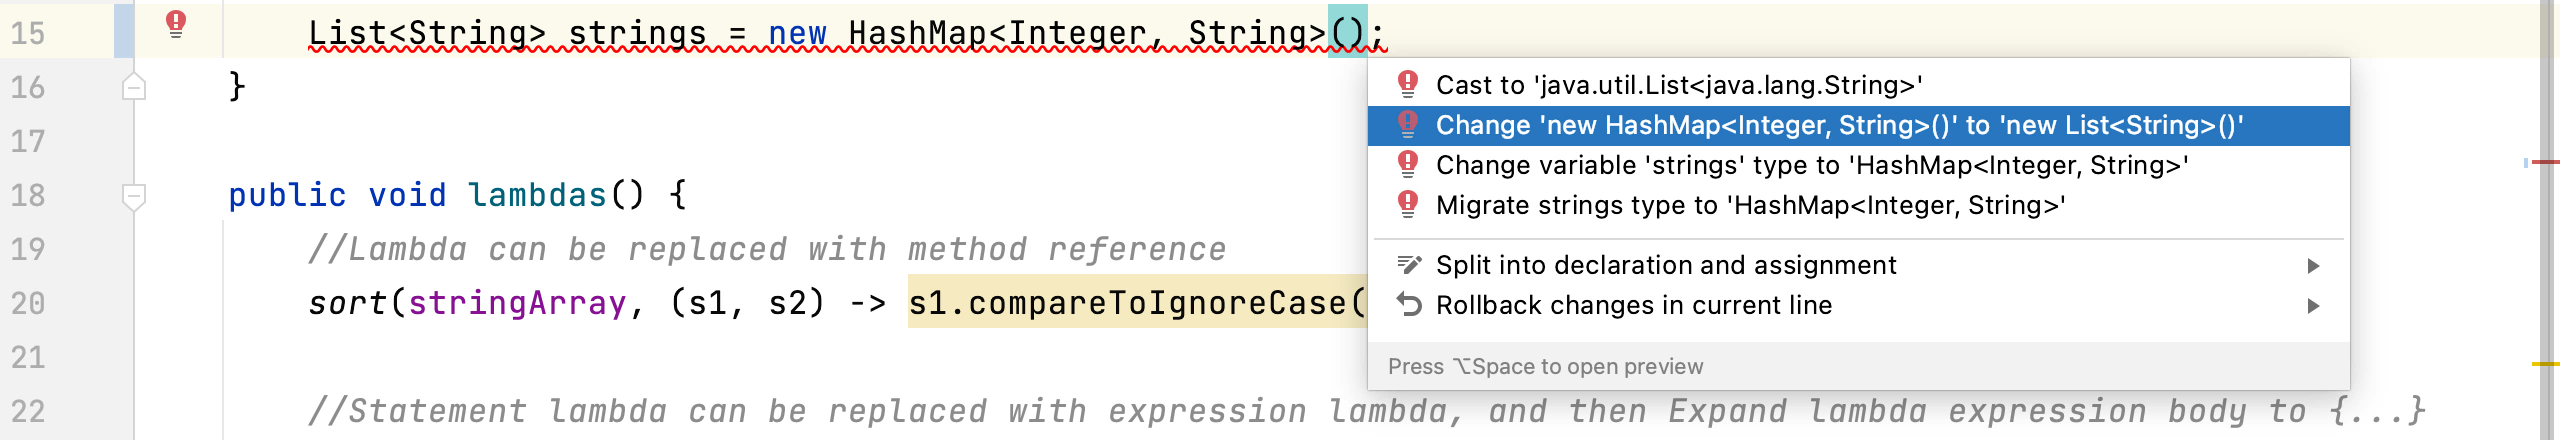 15 List<String> strings = new HashMap<Integer, String>();
16 }
Cast to 'java.util.List<java.lang.String>'
Change 'new HashMap<Integer, String>()' to 'new List<String>()'
Change variable 'strings' type to 'HashMap<Integer, String>'
Migrate strings type to 'HashMap<Integer, String>'
Split into declaration and assignment
Rollback changes in current line
Press ⌥Space to open preview
17
18 public void lambdas() {
19 //Lambda can be replaced with method reference
20 sort(stringArray, (s1, s2) -> s1.compareToIgnoreCase(
21
22 //Statement lambda can be replaced with expression lambda, and then Expand lambda expression body to {...}